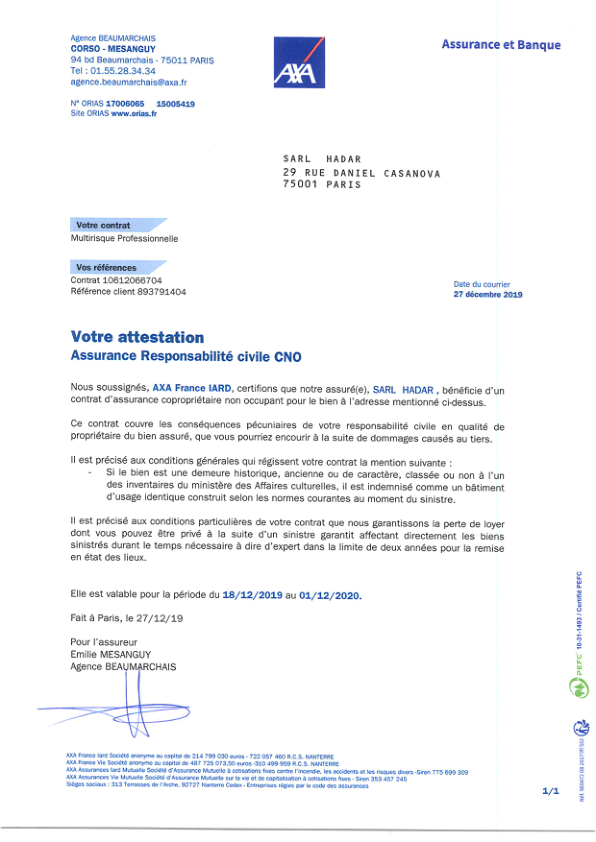 Agence BEAUMARCHAIS
CORSO - MESANGUY
94 bd Beaumarchais - 75011 PARIS
Tel : 01.55.28.34.34
agence.beaumarchais@axa.fr
N° ORIAS 17006065 15005419
Site ORIAS www.orias.fr
AXA
Assurance et Banque
SARL HADAR
29 RUE DANIEL CASANOVA
75001 PARIS
Votre contrat
Multirisque Professionnelle
Vos références
Contrat 10612066704
Référence client 893791404
Date du courrier
27 décembre 2019
Votre attestation
Assurance Responsabilité civile CNO
Nous soussignés, AXA France IARD, certifions que notre assuré(e), SARL HADAR , bénéficie d'un
contrat d'assurance copropriétaire non occupant pour le bien à l'adresse mentionné ci-dessus.
Ce contrat couvre les conséquences pécuniaires de votre responsabilité civile en qualité de
propriétaire du bien assuré, que vous pourriez encourir à la suite de dommages causés au tiers.
Il est précisé aux conditions générales qui régissent votre contrat la mention suivante :
- Si le bien est une demeure historique, ancienne ou de caractère, classée ou non à l'un
des inventaires du ministère des Affaires culturelles, il est indemnisé comme un bâtiment
d'usage identique construit selon les normes courantes au moment du sinistre.
Il est précisé aux conditions particulières de votre contrat que nous garantissons la perte de loyer
dont vous pouvez être privé à la suite d'un sinistre garantit affectant directement les biens
sinistrés durant le temps nécessaire à dire d'expert dans la limite de deux années pour la remise
en état des lieux.
Elle est valable pour la période du 18/12/2019 au 01/12/2020.
Fait à Paris, le 27/12/19
Pour l'assureur
Emilie MESANGUY
Agence BEAUMARCHAIS
AXA France Iard Société anonyme au capital de 214 799 030 euros - 722 057 460 R.C.S. NANTERRE
AXA France Vie Société anonyme au capital de 487 725 073,50 euros -310 499 959 R.C.S. NANTERRE
AXA Assurances Iard Mutuelle Société d'Assurance Mutuelle à cotisations fixes contre l'incendie, les accidents et les risques divers -Siren 775 699 309
AXA Assurances Vie Mutuelle Société d'Assurance Mutuelle sur la vie et de capitalisation à cotisations fixes - Siren 353 457 245
Sièges sociaux : 313 Terrasses de l'Arche, 92727 Nanterre Cedex - Entreprises régies par le code des assurances
1/1
PEFC 10-31-1493 / Certifié PEFC